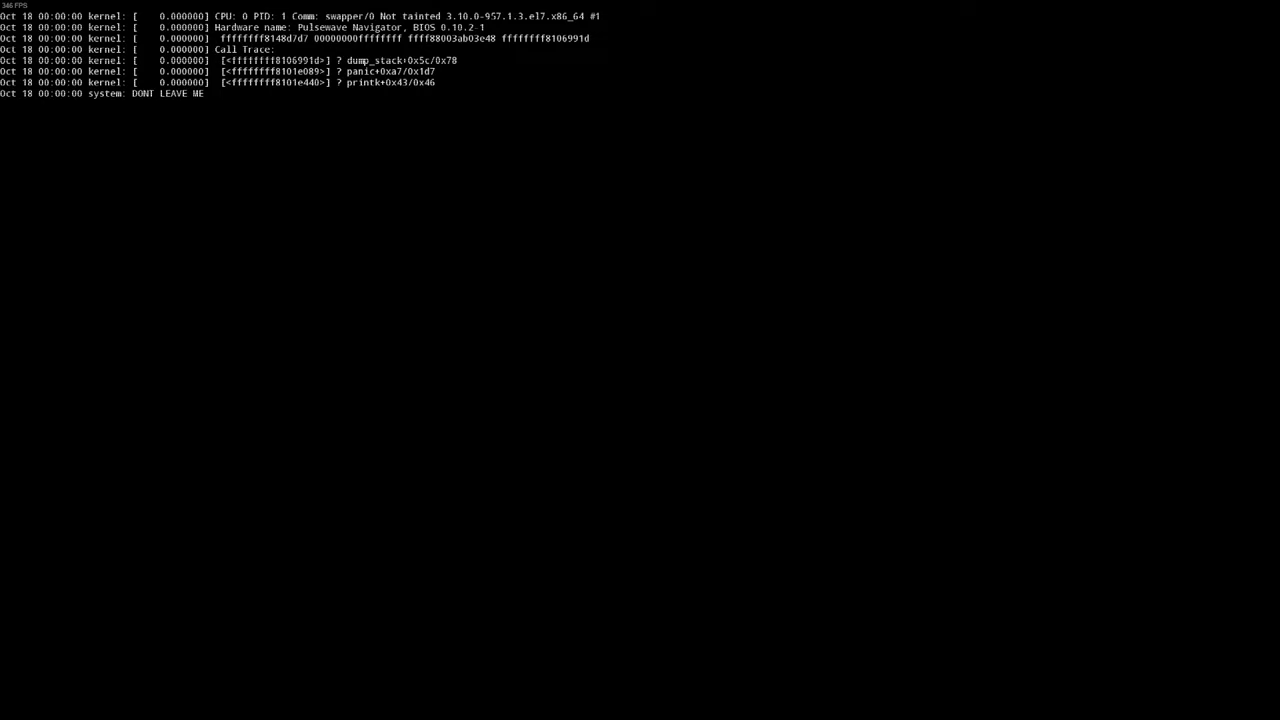 346 FPS
Oct 18 00:00:00 kernel: [    0.000000] CPU: 0 PID: 1 Comm: swapper/0 Not tainted 3.10.0-957.1.3.el7.x86_64 #1
Oct 18 00:00:00 kernel: [    0.000000] Hardware name: Pulsewave Navigator, BIOS 0.10.2-1
Oct 18 00:00:00 kernel: [    0.000000]  ffffffff8148d7d7 00000000ffffffff ffff88003ab03e48 ffffffff8106991d
Oct 18 00:00:00 kernel: [    0.000000] Call Trace:
Oct 18 00:00:00 kernel: [    0.000000]  [<ffffffff8106991d>] ? dump_stack+0x5c/0x78
Oct 18 00:00:00 kernel: [    0.000000]  [<ffffffff8101e089>] ? panic+0xa7/0x1d7
Oct 18 00:00:00 kernel: [    0.000000]  [<ffffffff8101e440>] ? printk+0x43/0x46
Oct 18 00:00:00 system: DONT LEAVE ME